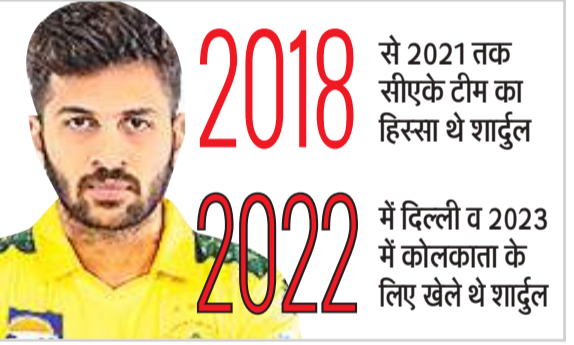 2018
से 2021 तक
सीएके टीम का
हिस्सा थे शार्दुल
2022
में दिल्ली व 2023
में कोलकाता के
लिए खेले थे शार्दुल